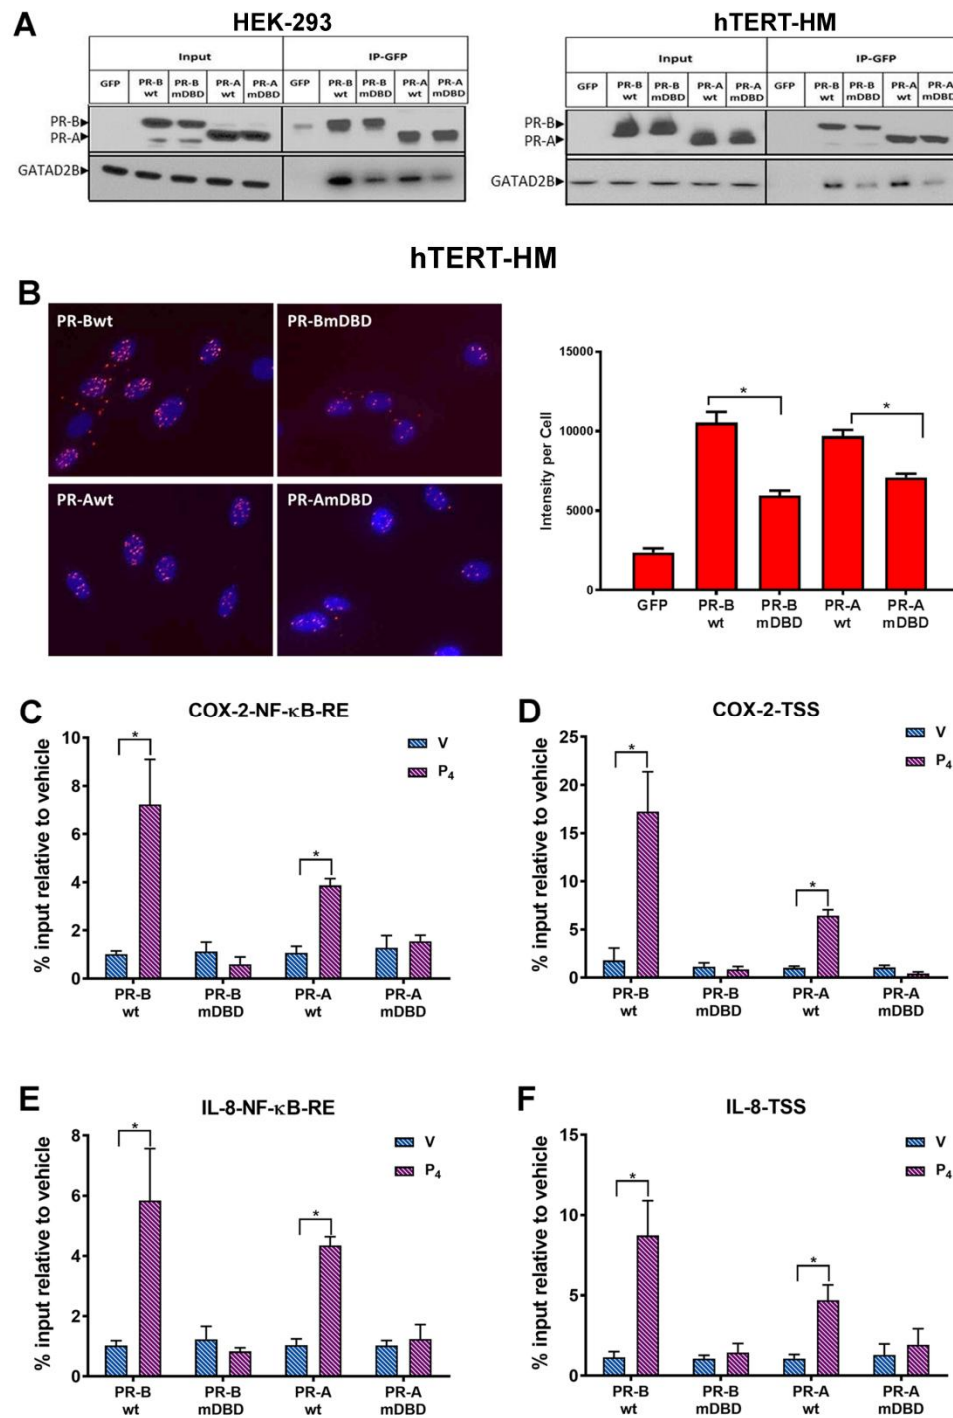 A
HEK-293
hTERT-HM
Input
IP-GFP
Input
IP-GFP
GFP
PR-B wt
PR-B mDBD
PR-A wt
PR-A mDBD
GFP
PR-B wt
PR-B mDBD
PR-A wt
PR-A mDBD
GFP
PR-B wt
PR-B mDBD
PR-A wt
PR-A mDBD
GFP
PR-B wt
PR-B mDBD
PR-A wt
PR-A mDBD
PR-B
PR-A
GATAD2B
PR-B
PR-A
GATAD2B
hTERT-HM
B
PR-Bwt
PR-BmDBD
PR-Awt
PR-AmDBD
Intensity per Cell
15000
10000
5000
0
*
*
GFP
PR-B wt
PR-B mDBD
PR-A wt
PR-A mDBD
C
COX-2-NF-κB-RE
% input relative to vehicle
10
8
6
4
2
0
*
*
V
P4
PR-B wt
PR-B mDBD
PR-A wt
PR-A mDBD
D
COX-2-TSS
% input relative to vehicle
25
20
15
10
5
0
*
*
V
P4
PR-B wt
PR-B mDBD
PR-A wt
PR-A mDBD
E
IL-8-NF-κB-RE
% input relative to vehicle
8
6
4
2
0
*
*
V
P4
PR-B wt
PR-B mDBD
PR-A wt
PR-A mDBD
F
IL-8-TSS
% input relative to vehicle
15
10
5
0
*
*
V
P4
PR-B wt
PR-B mDBD
PR-A wt
PR-A mDBD